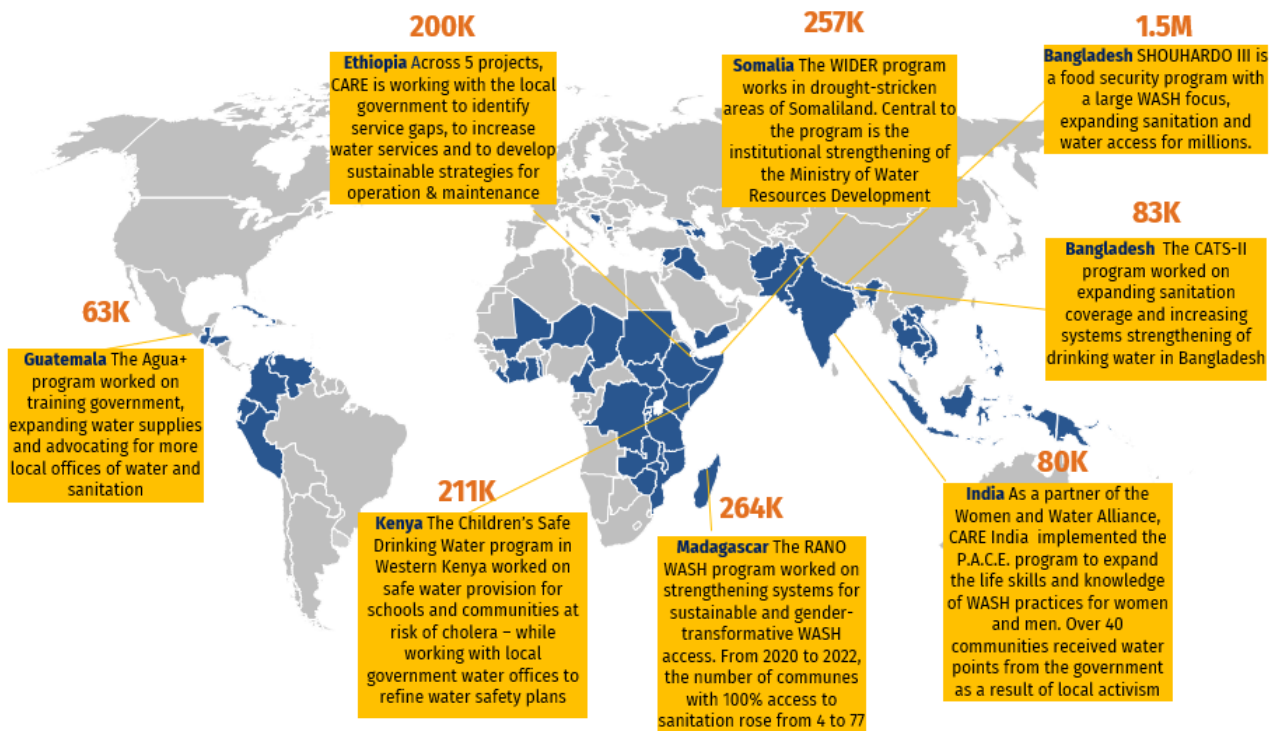 200K
Ethiopia Across 5 projects,
CARE is working with the local
government to identify
service gaps, to increase
water services and to develop
sustainable strategies for
operation & maintenance
257K
Somalia The WIDER program
works in drought-stricken
areas of Somaliland. Central to
the program is the
institutional strengthening of
the Ministry of Water
Resources Development
1.5M
Bangladesh SHOUHARDO III is
a food security program with
a large WASH focus,
expanding sanitation and
water access for millions.
83K
Bangladesh The CATS-II
program worked on
expanding sanitation
coverage and increasing
systems strengthening of
drinking water in Bangladesh
63K
Guatemala The Agua+
program worked on
training government,
expanding water supplies
and advocating for more
local offices of water and
sanitation
211K
Kenya The Children's Safe
Drinking Water program in
Western Kenya worked on
safe water provision for
schools and communities at
risk of cholera – while
working with local
government water offices to
refine water safety plans
264K
Madagascar The RANO
WASH program worked on
strengthening systems for
sustainable and gender-
transformative WASH
access. From 2020 to 2022,
the number of communes
with 100% access to
sanitation rose from 4 to 77
80K
India As a partner of the
Women and Water Alliance,
CARE India implemented the
P.A.C.E. program to expand
the life skills and knowledge
of WASH practices for women
and men. Over 40
communities received water
points from the government
as a result of local activism